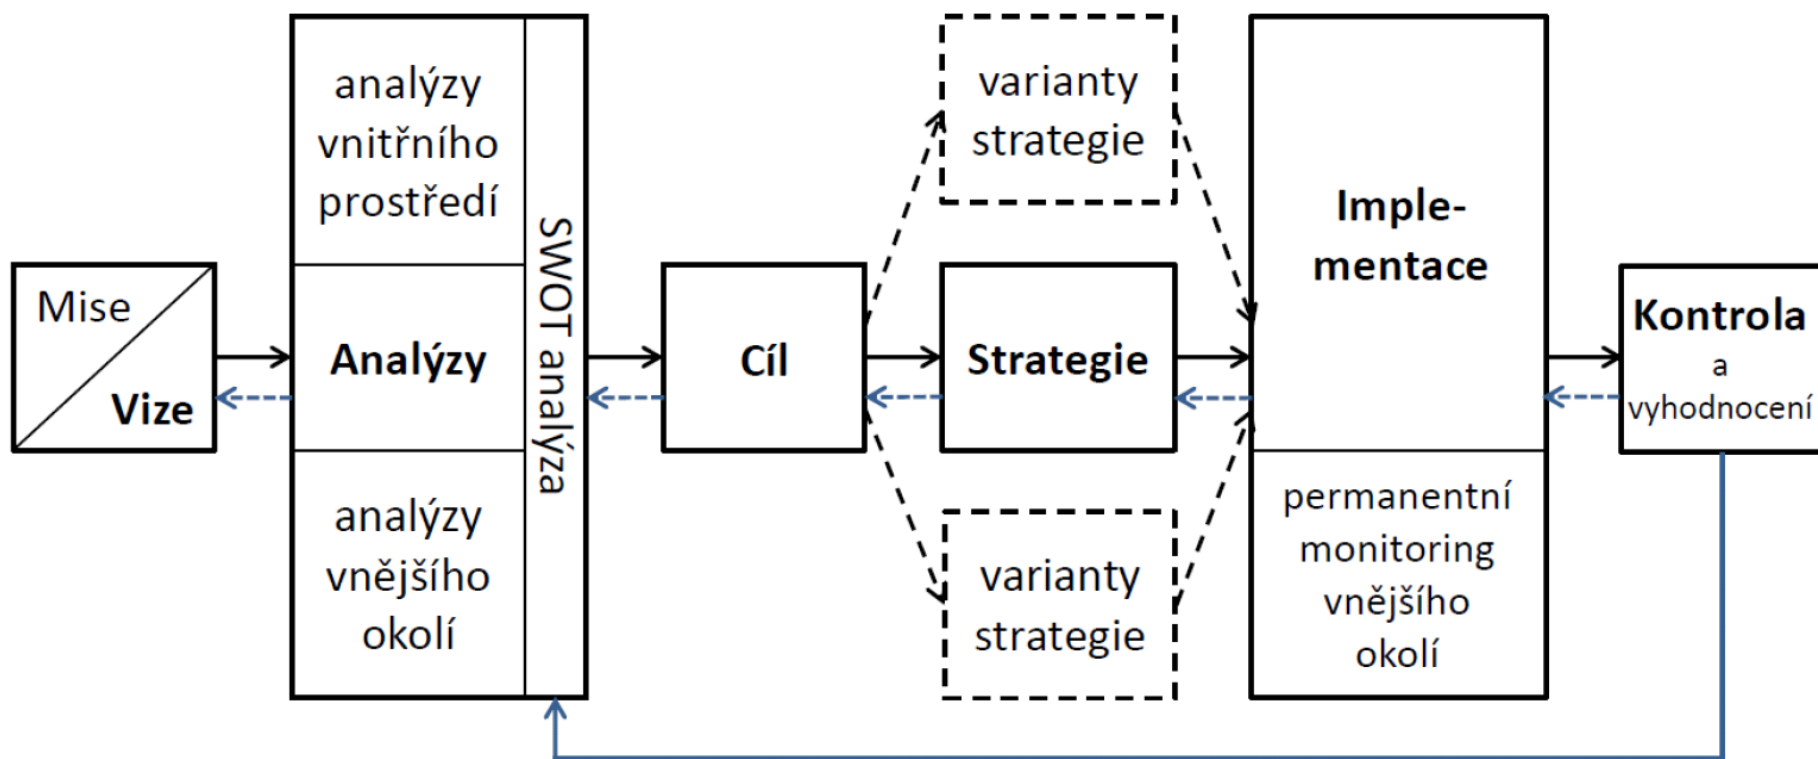 Mise
Vize
analýzy
vnitřního
prostředí
Analýzy
analýzy
vnějšího
okolí
SWOT analýza
Cíl
varianty
strategie
Strategie
varianty
strategie
Imple-
mentace
permanentní
monitoring
vnějšího
okolí
Kontrola
a
vyhodnocení